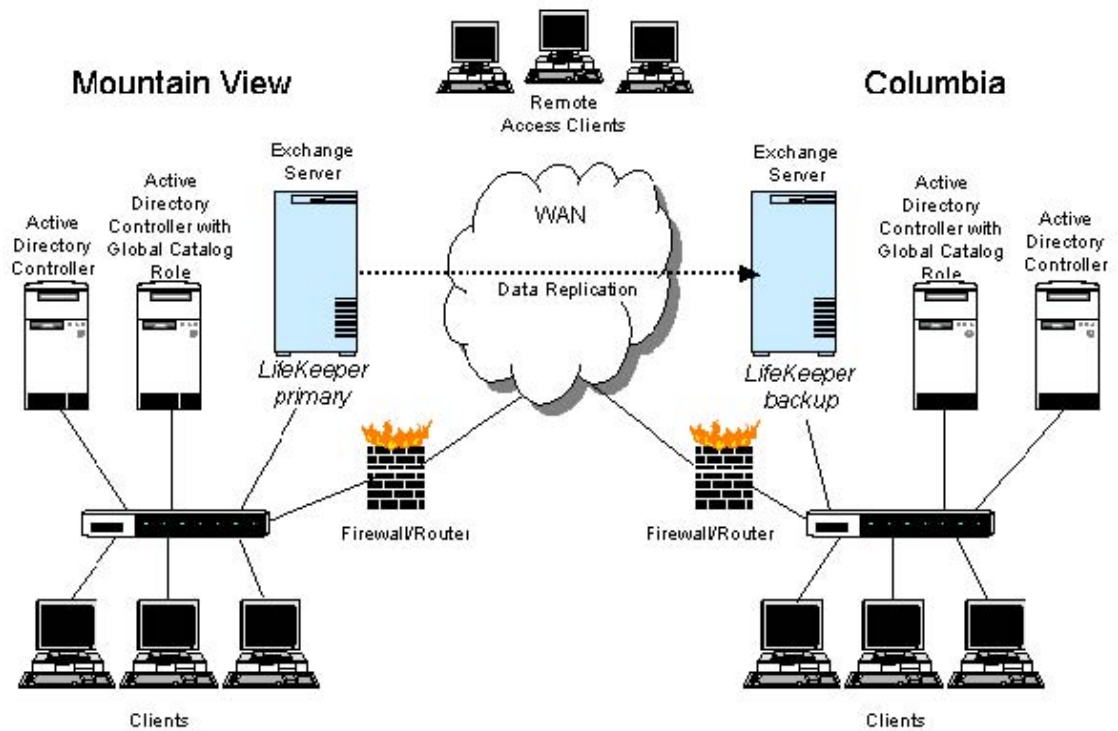 Mountain View
Remote
Access Clients
Columbia
Exchange
Server
Active
Directory
Controller with
Global Catalog
Role
Active
Directory
Controller
LifeKeeper
primary
WAN
Data Replication
Exchange
Server
Active
Directory
Controller with
Global Catalog
Role
Active
Directory
Controller
LifeKeeper
backup
Firewall/Router
Firewall/Router
Clients
Clients